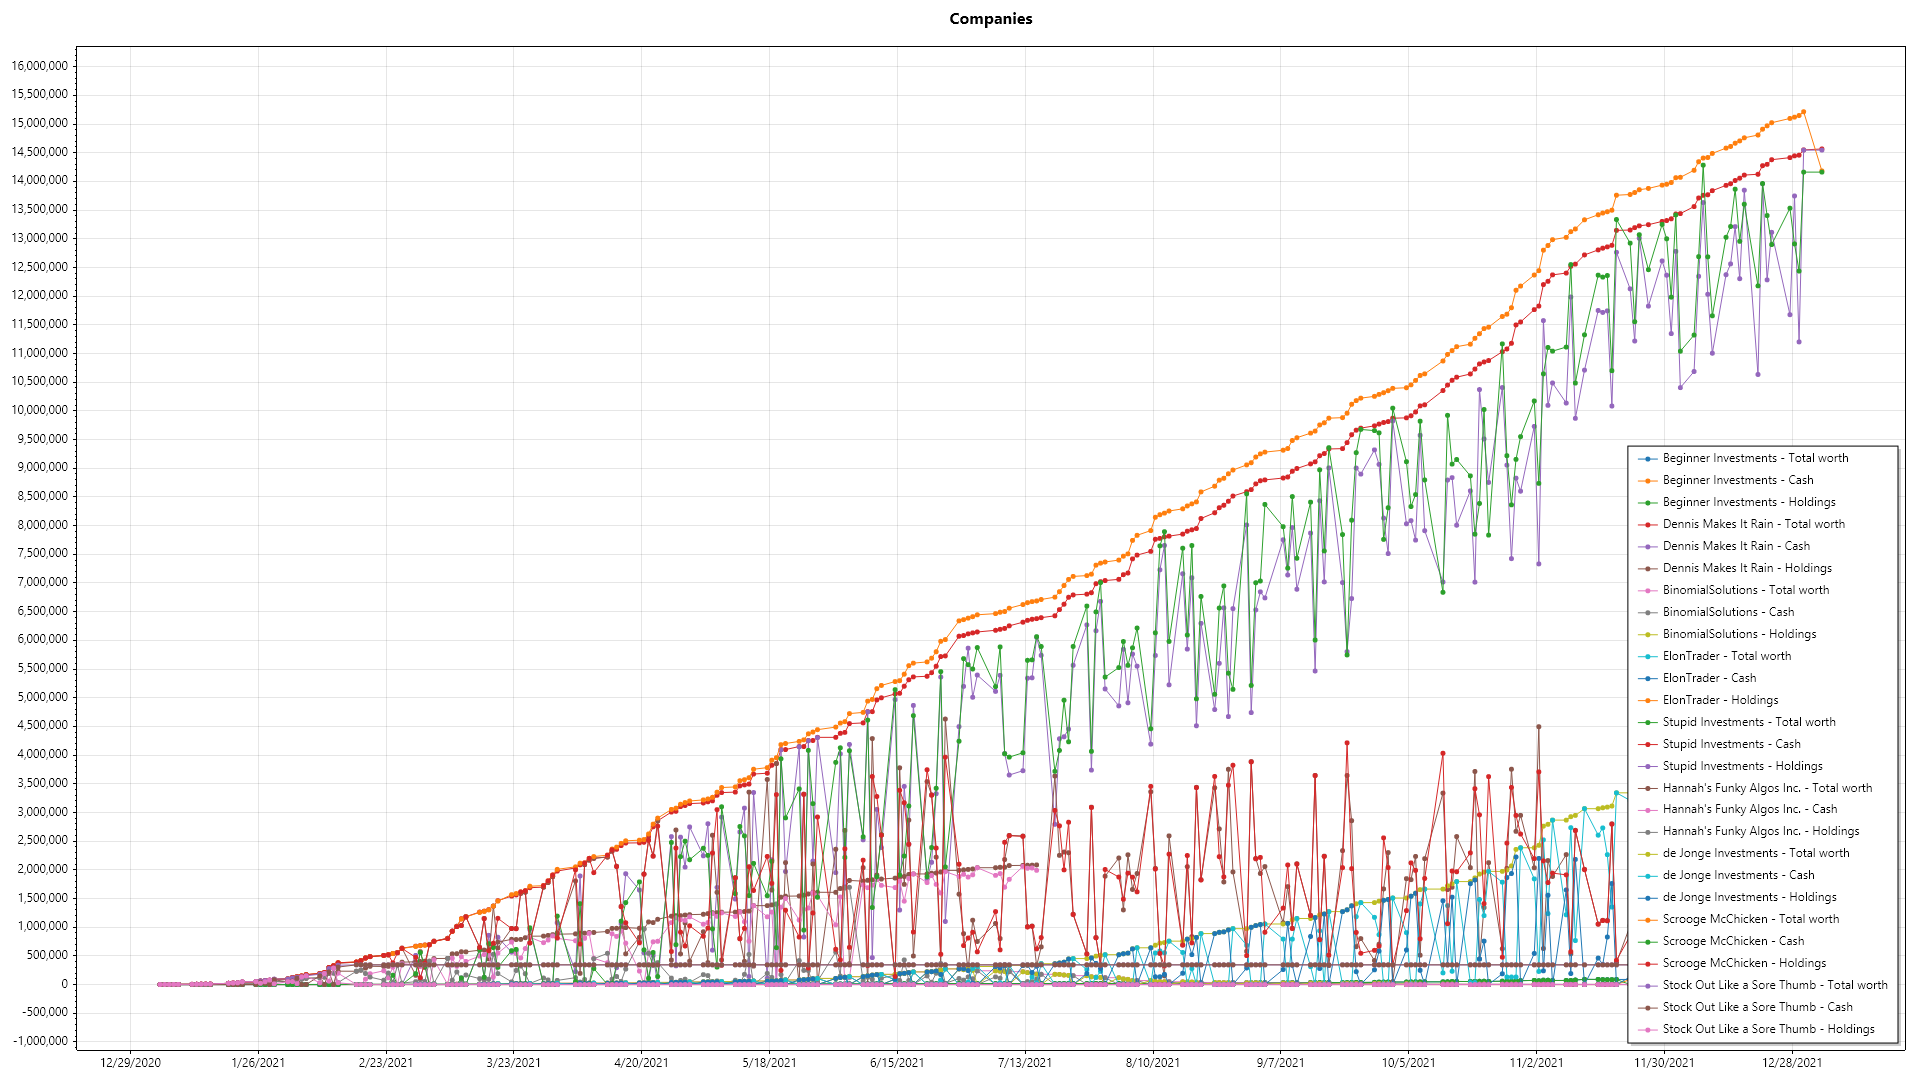 Companies
16,000,000
15,500,000
15,000,000
14,500,000
14,000,000
13,500,000
13,000,000
12,500,000
12,000,000
11,500,000
11,000,000
10,500,000
10,000,000
9,500,000
9,000,000
8,500,000
8,000,000
7,500,000
7,000,000
6,500,000
6,000,000
5,500,000
5,000,000
4,500,000
4,000,000
3,500,000
3,000,000
2,500,000
2,000,000
1,500,000
1,000,000
500,000
0
-500,000
-1,000,000
12/29/2020 1/26/2021 2/23/2021 3/23/2021 4/20/2021 5/18/2021 6/15/2021 7/13/2021 8/10/2021 9/7/2021 10/5/2021 11/2/2021 11/30/2021 12/28/2021
Beginner Investments - Total worth
Beginner Investments - Cash
Beginner Investments - Holdings
Dennis Makes It Rain - Total worth
Dennis Makes It Rain - Cash
Dennis Makes It Rain - Holdings
BinomialSolutions - Total worth
BinomialSolutions - Cash
BinomialSolutions - Holdings
ElonTrader - Total worth
ElonTrader - Cash
ElonTrader - Holdings
Stupid Investments - Total worth
Stupid Investments - Cash
Stupid Investments - Holdings
Hannah's Funky Algos Inc. - Total worth
Hannah's Funky Algos Inc. - Cash
Hannah's Funky Algos Inc. - Holdings
de Jonge Investments - Total worth
de Jonge Investments - Cash
de Jonge Investments - Holdings
Scrooge McChicken - Total worth
Scrooge McChicken - Cash
Scrooge McChicken - Holdings
Stock Out Like a Sore Thumb - Total worth
Stock Out Like a Sore Thumb - Cash
Stock Out Like a Sore Thumb - Holdings